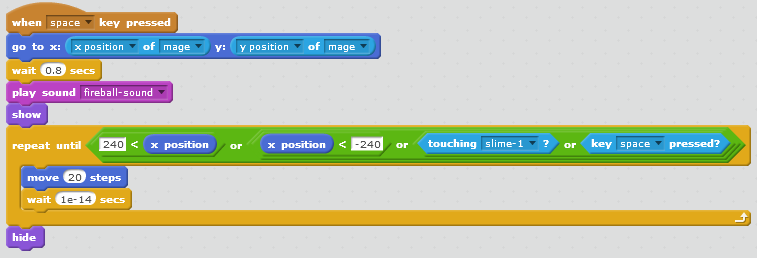 when space key pressed
go to x: x position of mage y: y position of mage
wait 0.8 secs
play sound fireball-sound
show
repeat until 240 < x position or x position < -240 or touching slime-1 ? or key space pressed?
move 20 steps
wait 1e-14 secs
hide